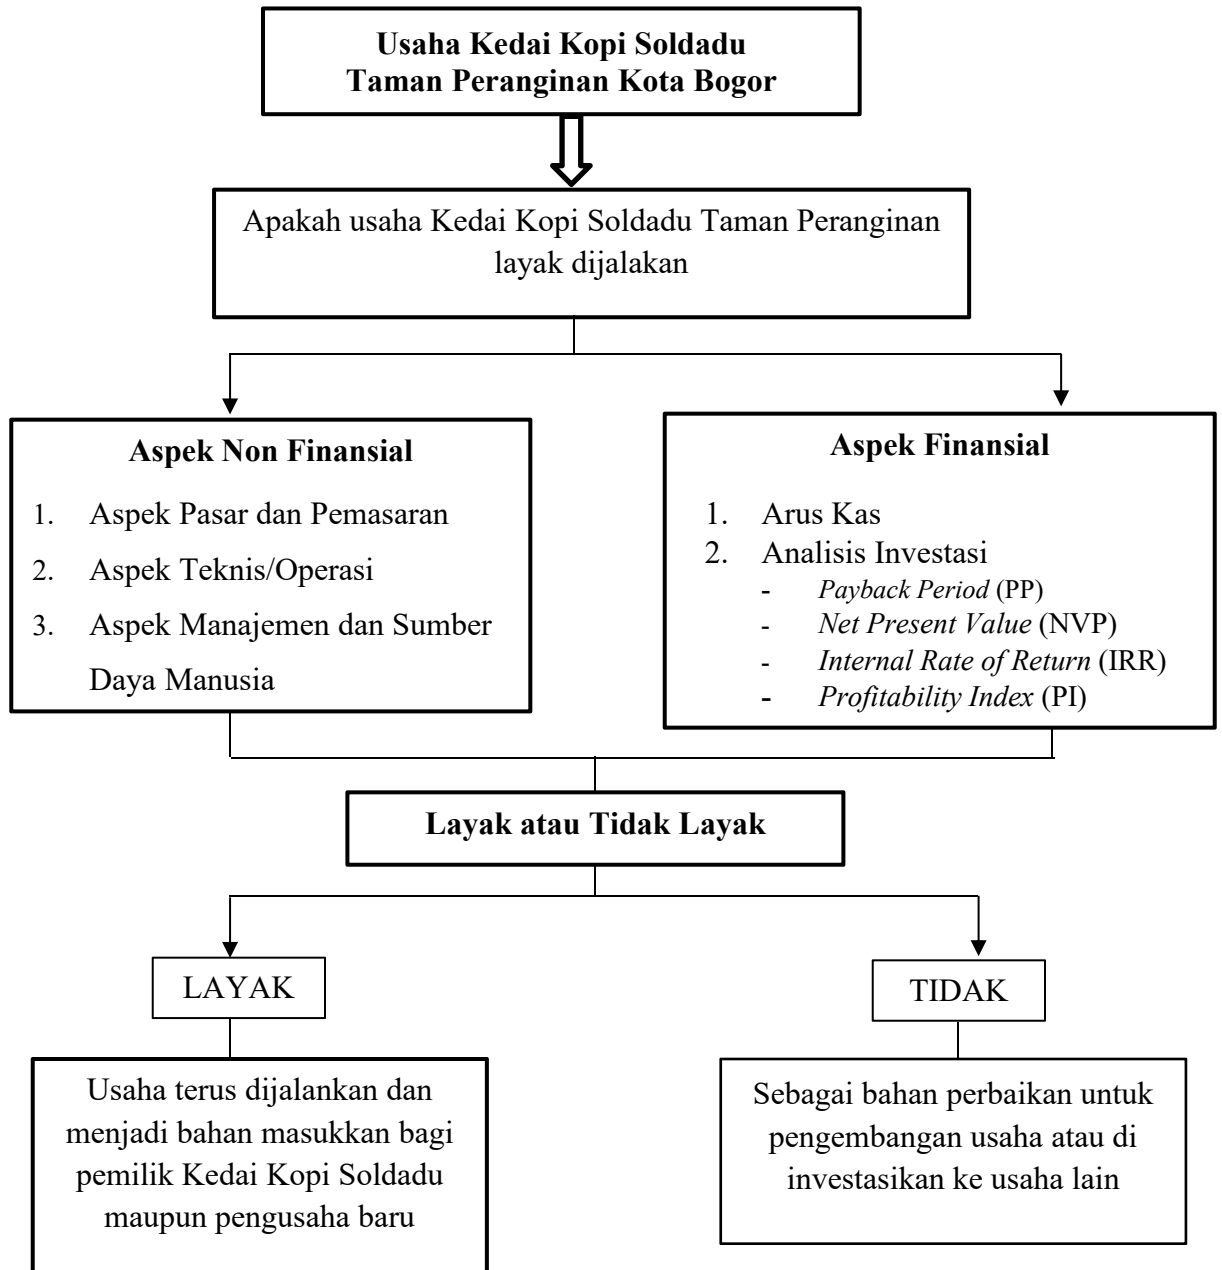 Usaha Kedai Kopi Soldadu
Taman Peranginan Kota Bogor
Apakah usaha Kedai Kopi Soldadu Taman Peranginan
layak dijalakan
Aspek Non Finansial
1. Aspek Pasar dan Pemasaran
2. Aspek Teknis/Operasi
3. Aspek Manajemen dan Sumber
Daya Manusia
Aspek Finansial
1. Arus Kas
2. Analisis Investasi
- Payback Period (PP)
- Net Present Value (NVP)
- Internal Rate of Return (IRR)
- Profitability Index (PI)
Layak atau Tidak Layak
LAYAK
TIDAK
Usaha terus dijalankan dan
menjadi bahan masukkan bagi
pemilik Kedai Kopi Soldadu
maupun pengusaha baru
Sebagai bahan perbaikan untuk
pengembangan usaha atau di
investasikan ke usaha lain